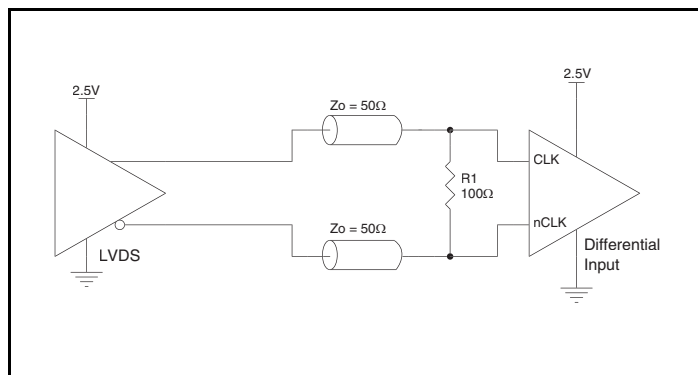 2.5V
LVDS
Zo = 50Ω
Zo = 50Ω
R1
100Ω
2.5V
CLK
nCLK
Differential
Input